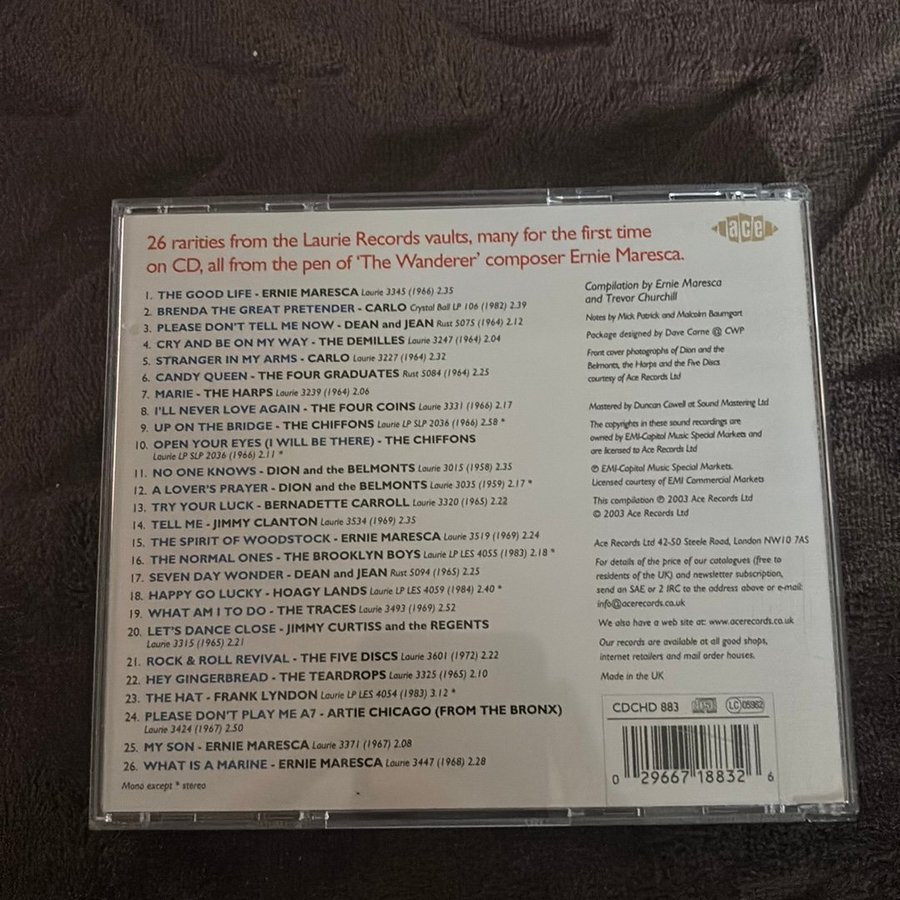 26 rarities from the Laurie Records vaults, many for the first time
on CD, all from the pen of 'The Wanderer' composer Ernie Maresca.
ace
1. THE GOOD LIFE - ERNIE MARESCA Laurie 3345 (1966) 2.35
2. BRENDA THE GREAT PRETENDER - CARLO Crystal Ball LP 106 (1982) 2.39
3. PLEASE DON'T TELL ME NOW - DEAN and JEAN Rust 5075 (1964) 2.12
4. CRY AND BE ON MY WAY - THE DEMILLES Laurie 3247 (1964) 2.04
5. STRANGER IN MY ARMS - CARLO Laurie 3227 (1964) 2.32
6. CANDY QUEEN - THE FOUR GRADUATES Rust 5084 (1964) 2.25
7. MARIE - THE HARPS Laurie 3239 (1964) 2.06
8. I'LL NEVER LOVE AGAIN - THE FOUR COINS Laurie 3331 (1966) 2.17
9. UP ON THE BRIDGE - THE CHIFFONS Laurie LP SLP 2036 (1966) 2.58 *
10. OPEN YOUR EYES (I WILL BE THERE) - THE CHIFFONS
Laurie LP SLP 2036 (1966) 2.11 *
11. NO ONE KNOWS - DION and the BELMONTS Laurie 3015 (1958) 2.35
12. A LOVER'S PRAYER - DION and the BELMONTS Laurie 3035 (1959) 2.17 *
13. TRY YOUR LUCK - BERNADETTE CARROLL Laurie 3320 (1965) 2.22
14. TELL ME - JIMMY CLANTON Laurie 3534 (1969) 2.35
15. THE SPIRIT OF WOODSTOCK - ERNIE MARESCA Laurie 3519 (1969) 2.24
16. THE NORMAL ONES - THE BROOKLYN BOYS Laurie LP LES 4055 (1983) 2.18 *
17. SEVEN DAY WONDER - DEAN and JEAN Rust 5094 (1965) 2.25
18. HAPPY GO LUCKY - HOAGY LANDS Laurie LP LES 4059 (1984) 2.40 *
19. WHAT AM I TO DO - THE TRACES Laurie 3493 (1969) 2.52
20. LET'S DANCE CLOSE - JIMMY CURTISS and the REGENTS
Laurie 3315 (1965) 2.21
21. ROCK & ROLL REVIVAL - THE FIVE DISCS Laurie 3601 (1972) 2.22
22. HEY GINGERBREAD - THE TEARDROPS Laurie 3325 (1965) 2.10
23. THE HAT - FRANK LYNDON Laurie LP LES 4054 (1983) 3.12 *
24. PLEASE DON'T PLAY ME A7 - ARTIE CHICAGO (FROM THE BRONX)
Laurie 3424 (1967) 2.50
25. MY SON - ERNIE MARESCA Laurie 3371 (1967) 2.08
26. WHAT IS A MARINE - ERNIE MARESCA Laurie 3447 (1968) 2.28
Mono except * stereo
Compilation by Ernie Maresca
and Trevor Churchill
Notes by Mick Patrick and Malcolm Baumgart
Package designed by Dave Carne @ CWP
Front cover photographs of Dion and the
Belmonts, the Harps and the Five Discs
courtesy of Ace Records Ltd
Mastered by Duncan Cowell at Sound Mastering Ltd
The copyrights in these sound recordings are
owned by EMI-Capitol Music Special Markets and
are licensed to Ace Records Ltd
℗ EMI-Capitol Music Special Markets.
Licensed courtesy of EMI Commercial Markets
This compilation ℗ 2003 Ace Records Ltd
© 2003 Ace Records Ltd
Ace Records Ltd 42-50 Steele Road, London NW10 7AS
For details of the price of our catalogues (free to
residents of the UK) and newsletter subscription,
send an SAE or 2 IRC to the address above or e-mail:
info@acerecords.co.uk
We also have a web site at: www.acerecords.co.uk
Our records are available at all good shops,
internet retailers and mail order houses.
Made in the UK
CDCHD 883 LC 05962
0 29667 18832 6